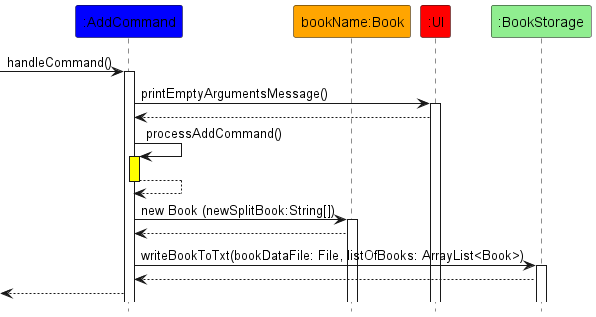 :AddCommand
bookName:Book
:UI
:BookStorage
handleCommand()
printEmptyArgumentsMessage()
processAddCommand()
new Book (newSplitBook:String[])
writeBookToTxt(bookDataFile: File, listOfBooks: ArrayList<Book>)